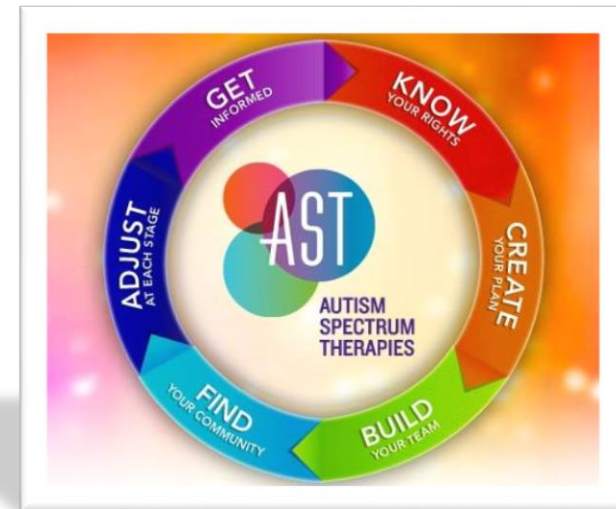 GET
INFORMED
KNOW
YOUR RIGHTS
CREATE
YOUR PLAN
BUILD
YOUR TEAM
FIND
YOUR COMMUNITY
ADJUST
AT EACH STAGE
AST
AUTISM
SPECTRUM
THERAPIES